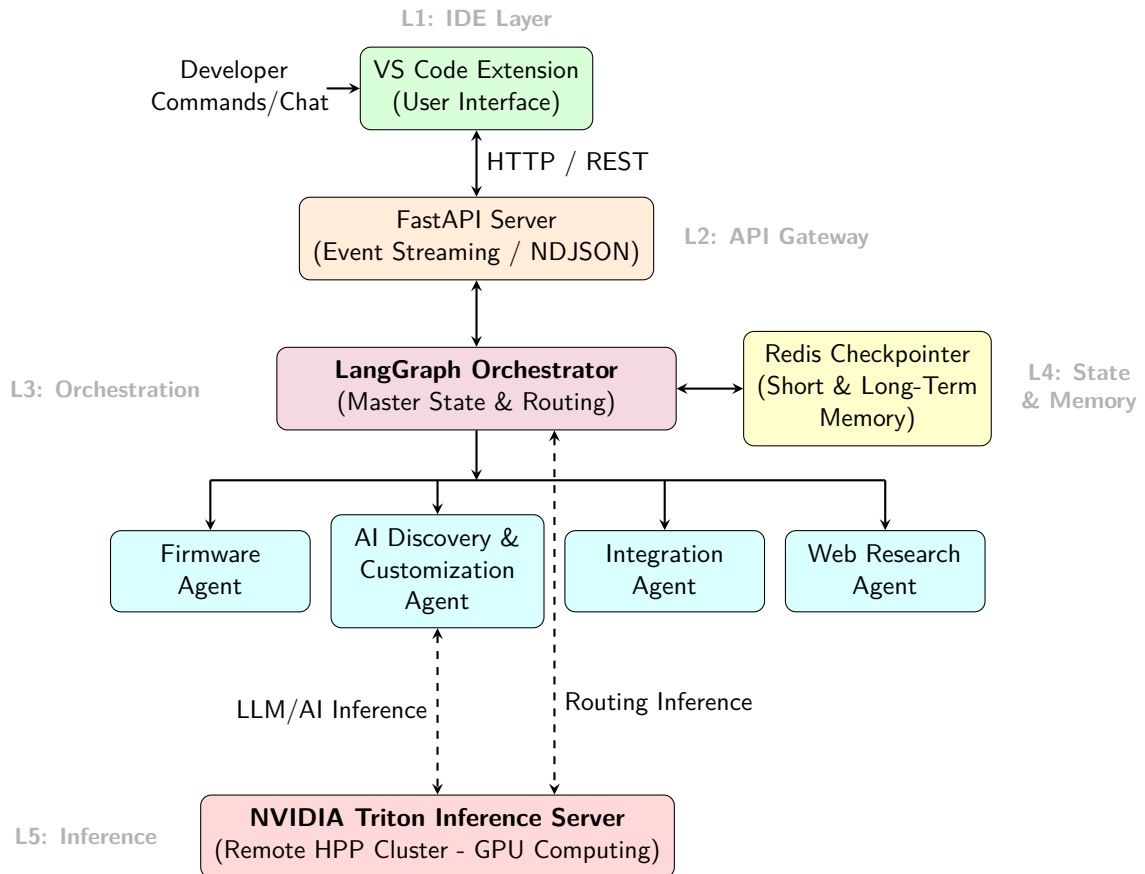 L1: IDE Layer
Developer
Commands/Chat
VS Code Extension
(User Interface)
HTTP / REST
FastAPI Server
(Event Streaming / NDJSON)
L2: API Gateway
L3: Orchestration
LangGraph Orchestrator
(Master State & Routing)
Redis Checkpointer
(Short & Long-Term
Memory)
L4: State
& Memory
Firmware
Agent
AI Discovery &
Customization
Agent
Integration
Agent
Web Research
Agent
LLM/AI Inference
Routing Inference
L5: Inference
NVIDIA Triton Inference Server
(Remote HPP Cluster - GPU Computing)